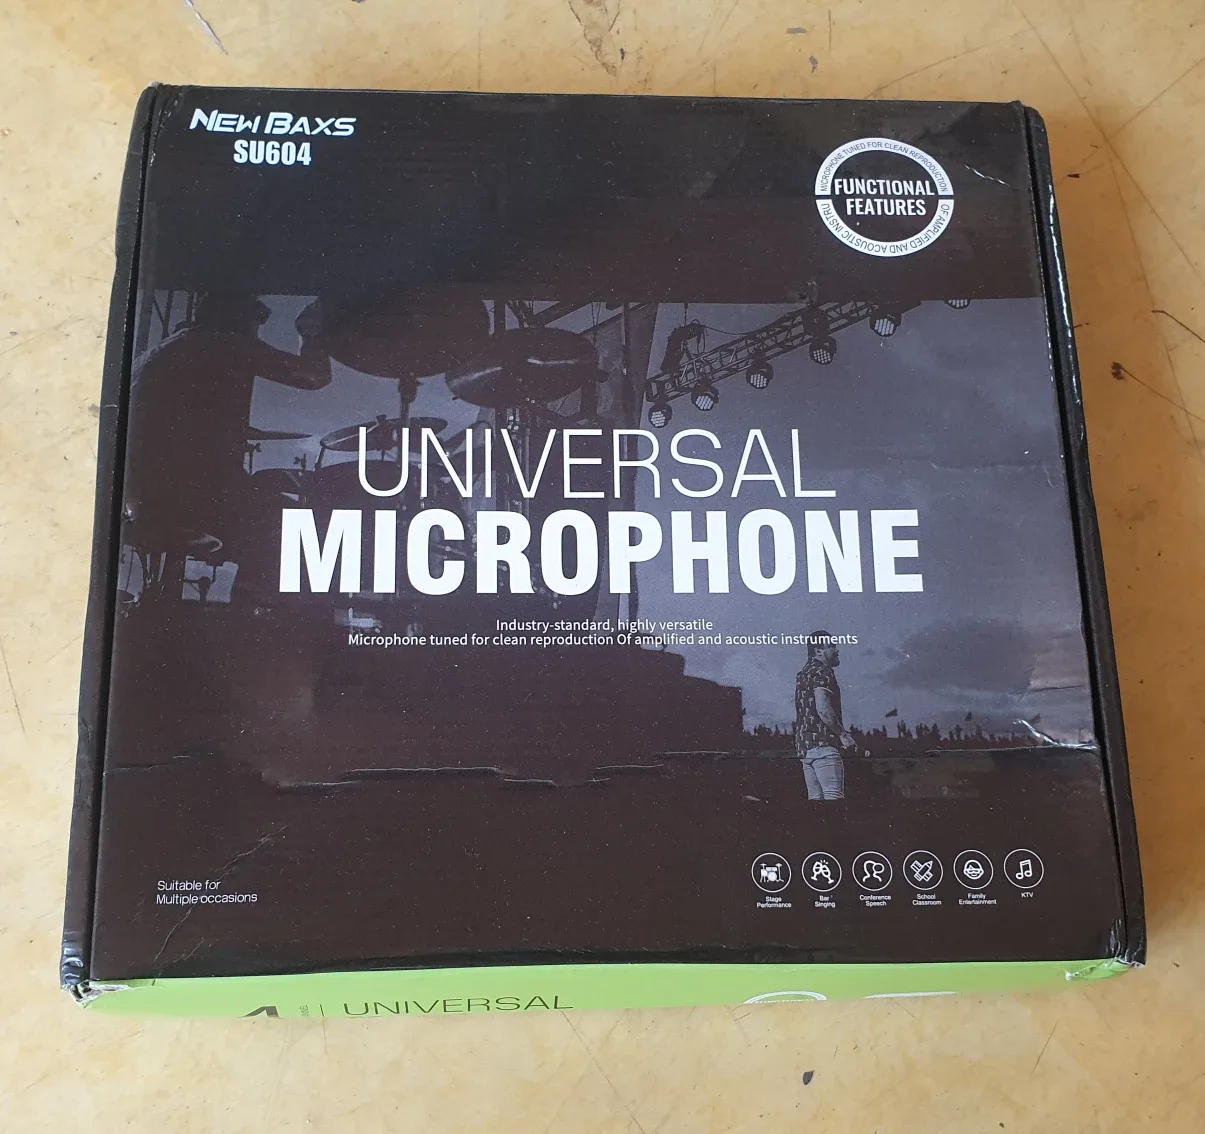 NEW BAXS
SU604
MICROPHONE TUNED FOR CLEAN REPRODUCTION
FUNCTIONAL
FEATURES
OF AMPLIFIED AND ACOUSTIC INSTRU
UNIVERSAL
MICROPHONE
Industry-standard, highly versatile
Microphone tuned for clean reproduction Of amplified and acoustic instruments
Suitable for
Multiple occasions
Stage
Performance
Bar
Singing
Conference
Speech
School
Classroom
Family
Entertainment
KTV
4 | UNIVERSAL